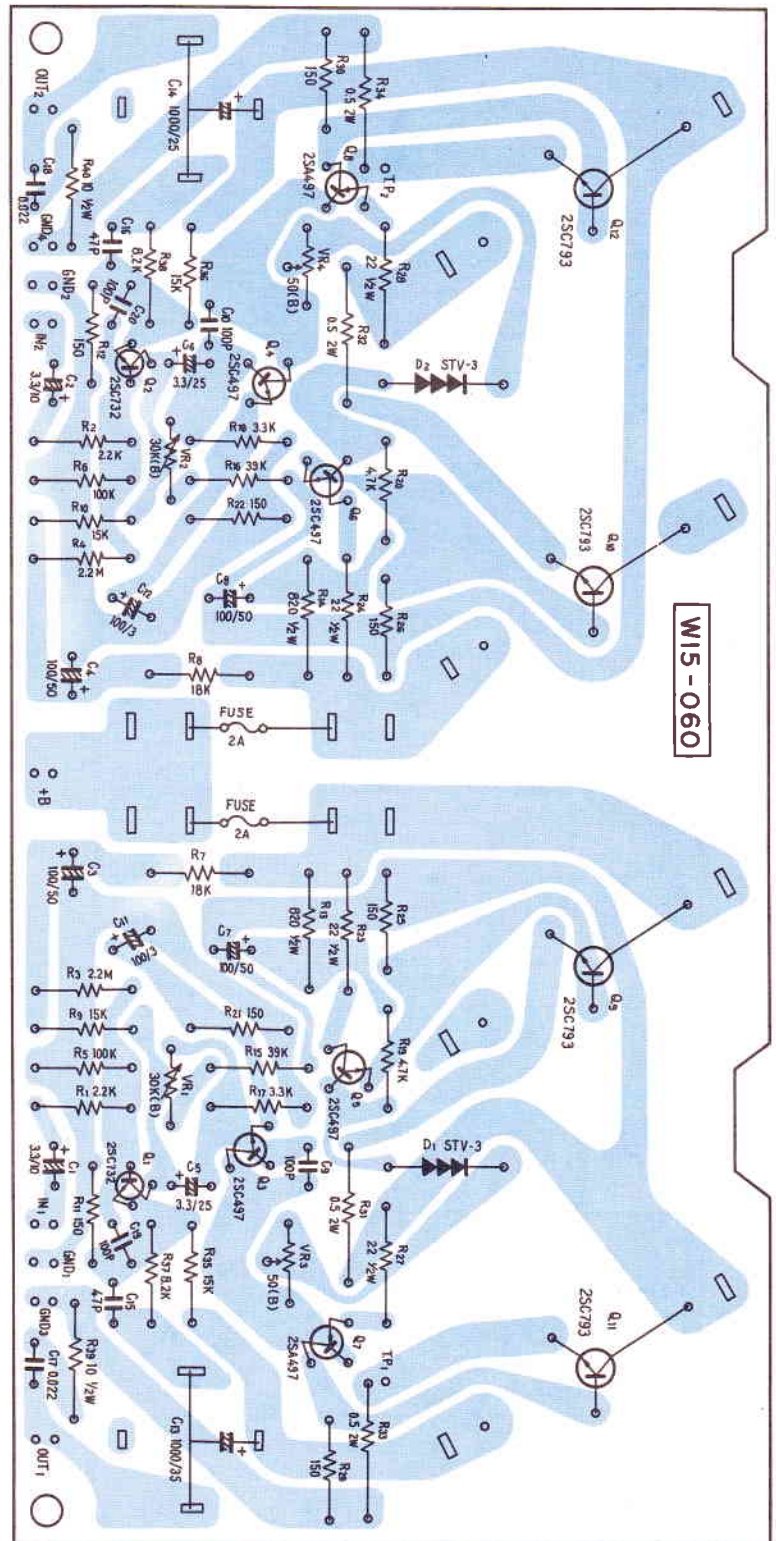 OUT2
C14 1000/25
R30
150
R34
0.5 2W
Q8
2SA497
T.P2
Q12
2SC793
C18
0.022
R40 10 ½W
GND4
C16
47P
R38
8.2K
R36
15K
VR4
50(B)
R28
22 ½W
GND2
C20
100P
C10 100P
R32
0.5 2W
IN2
R12
150
Q2
2SC732
C6
3.3/25
Q4
2SC497
D2 STV-3
C2
3.3/10
R2
2.2K
VR2
30K(B)
R18 3.3K
R6
100K
R16 39K
Q6
2SC497
R20
4.7K
R10
15K
R22 150
Q10
2SC793
R4
2.2M
C12
100/3
C8
100/50
R14
820 ½W
R24
22 ½W
R26
150
W15-060
C4
100/50
R8
18K
FUSE
2A
+B
FUSE
2A
C3
100/50
R7
18K
R13
820 ½W
R23
22 ½W
R25
150
C11
100/3
C7
100/50
Q9
2SC793
R3 2.2M
R9 15K
R21 150
R5 100K
R15 39K
Q5
2SC497
R19 4.7K
R1 2.2K
VR1
30K(B)
R17 3.3K
C1
3.3/10
Q1
2SC732
C5
3.3/25
Q3
2SC497
C9
100P
D1 STV-3
IN1
R11 150
R31
0.5 2W
GND1
C19
100P
R37 8.2K
R35 15K
VR3
50(B)
R27
22 ½W
GND3
C15
47P
Q7
2SA497
T.P1
Q11
2SC793
C17 0.022
R39 10 ½W
C13 1000/35
R33
0.5 2W
R29
150
OUT1